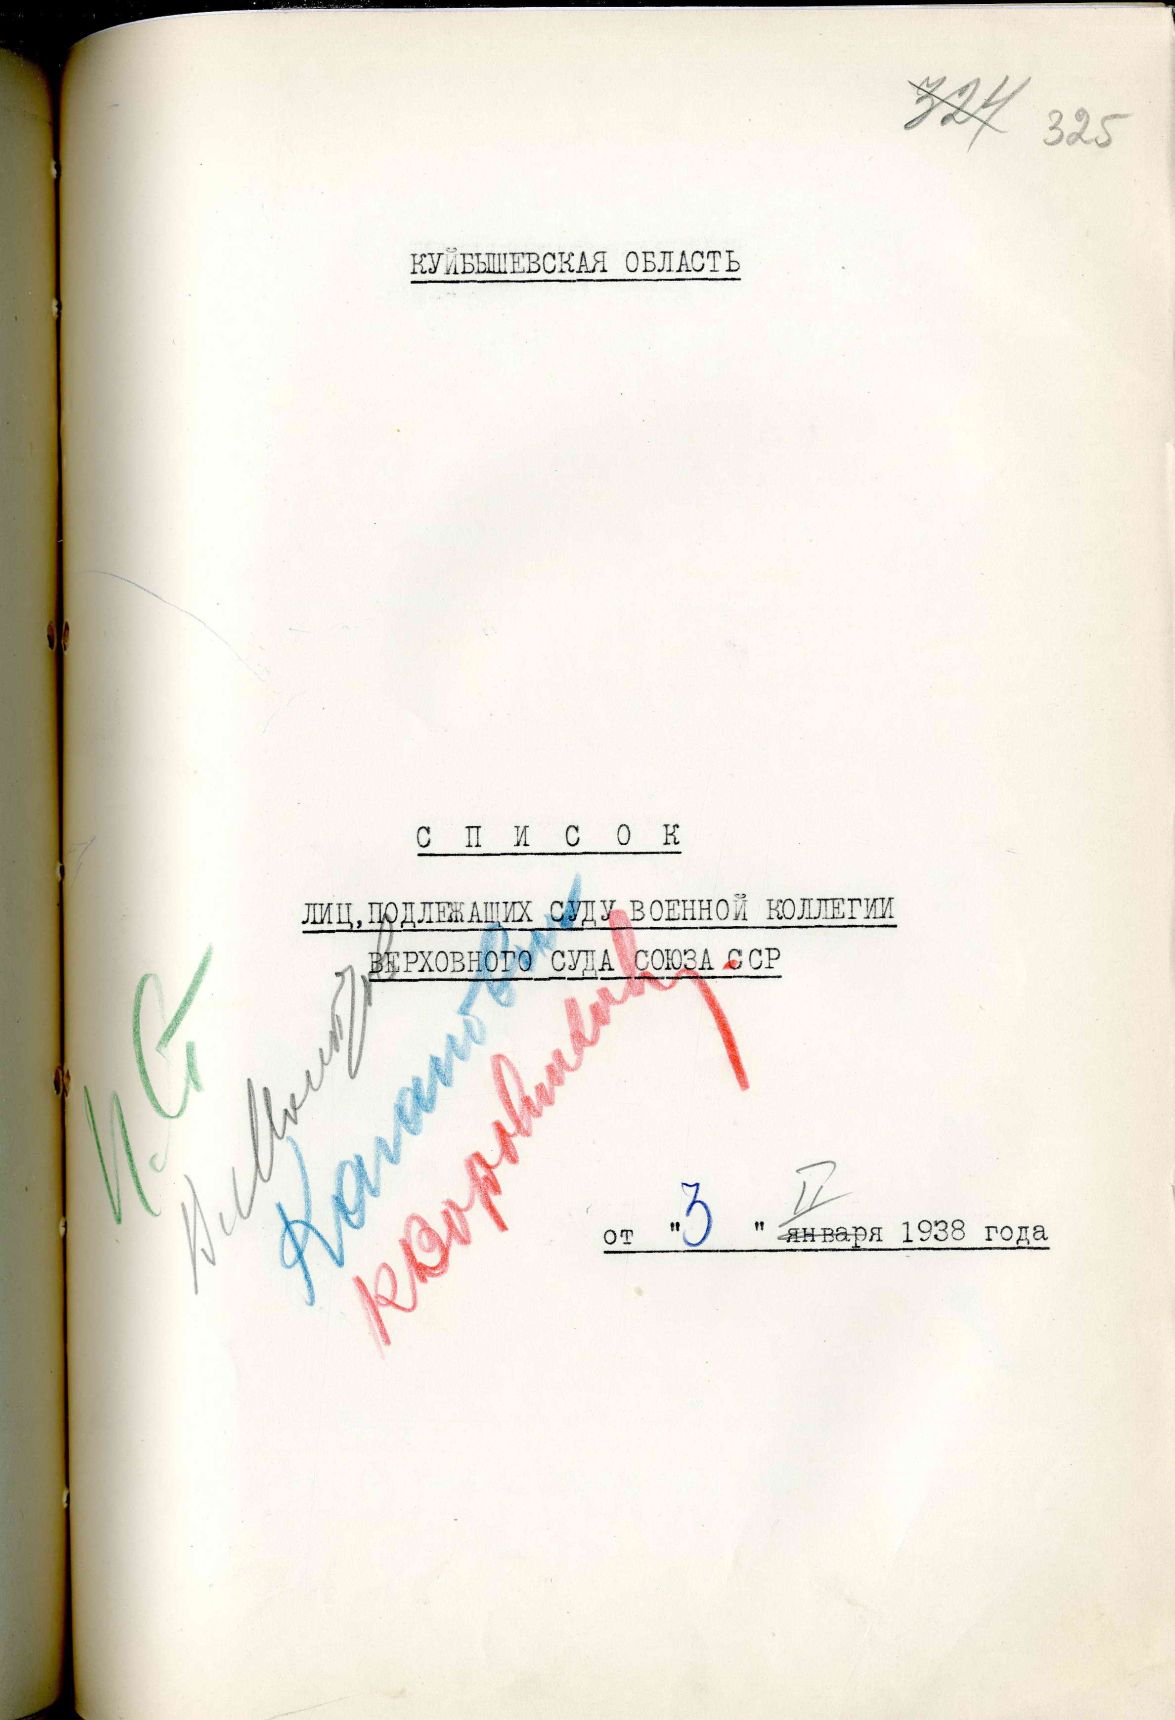 324 325
КУЙБЫШЕВСКАЯ ОБЛАСТЬ
С П И С О К
ЛИЦ,ПОДЛЕЖАЩИХ СУДУ ВОЕННОЙ КОЛЛЕГИИ
ВЕРХОВНОГО СУДА СОЮЗА ССР
И.Ст
В. Молотов
Каганович
К Ворошилов
от "3 " января 1938 года
II